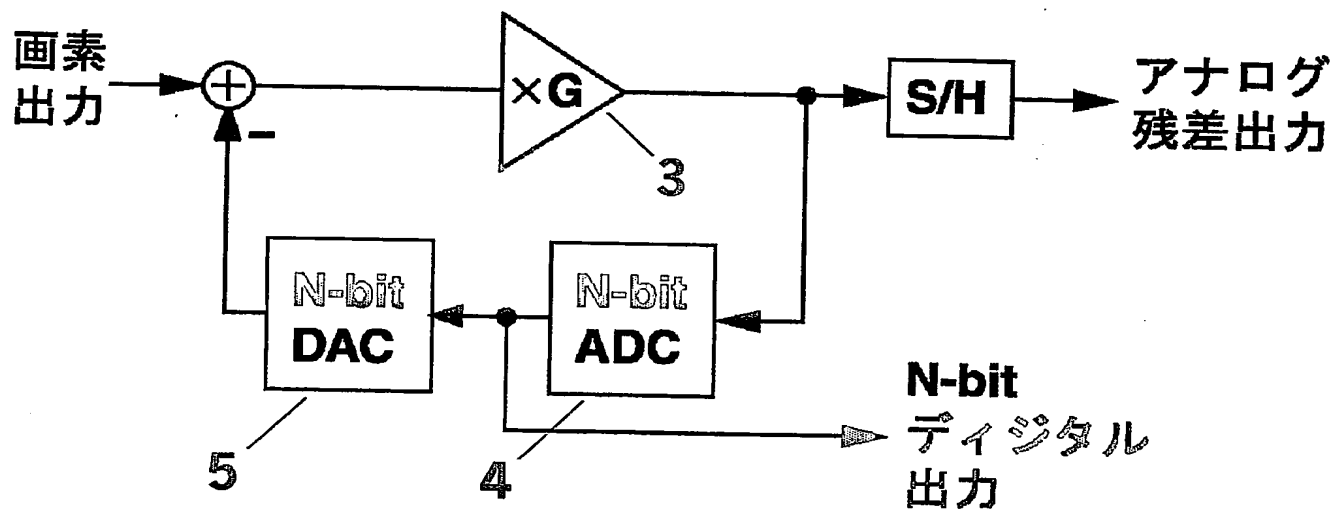 画素
出力
+
−
×G
3
S/H
アナログ
残差出力
N-bit
DAC
5
N-bit
ADC
4
N-bit
ディジタル
出力